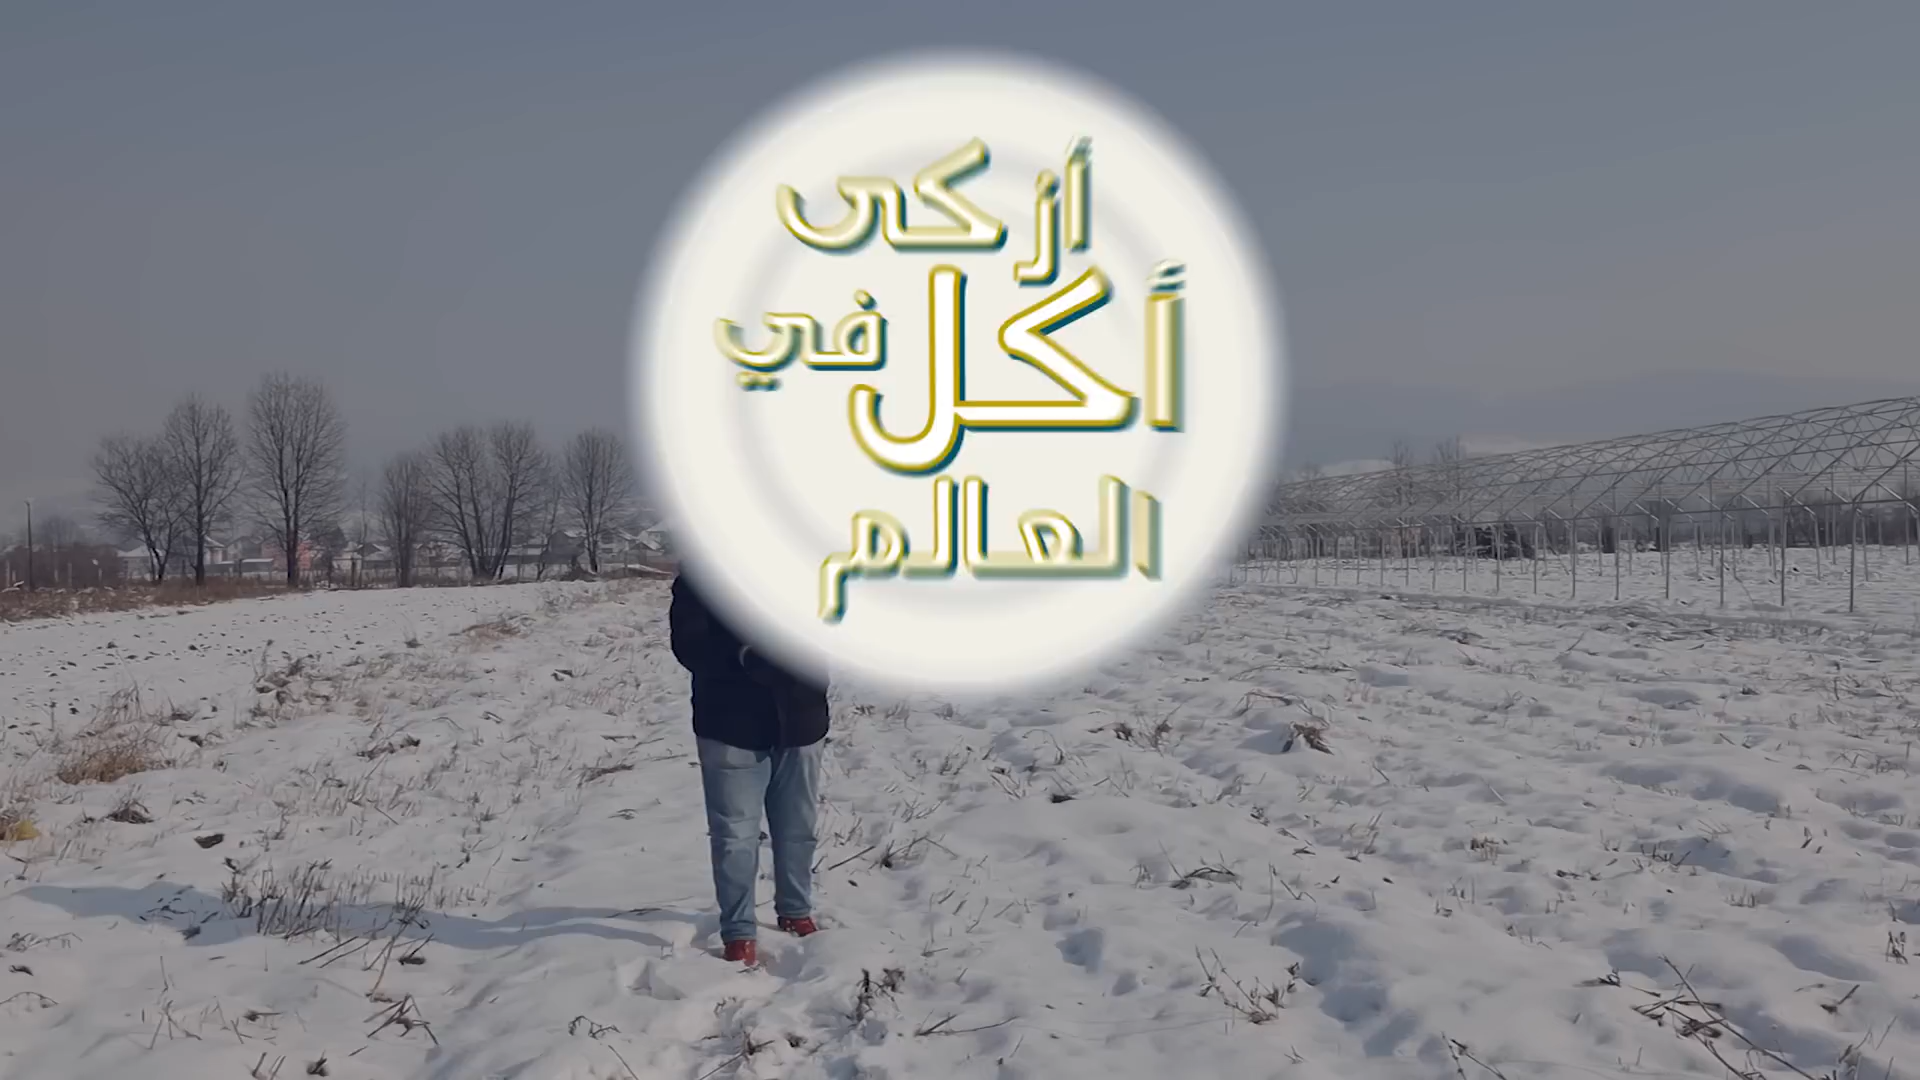 أزكى
أكل في
العالم